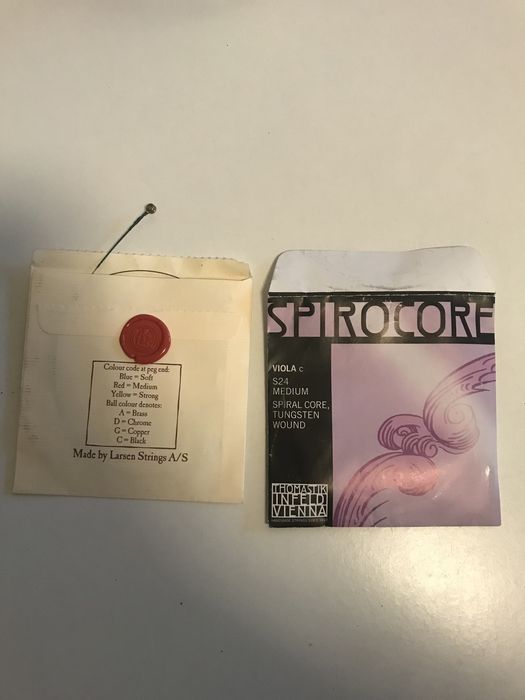 Colour code at peg end:
Blue = Soft
Red = Medium
Yellow = Strong
Ball colour denotes:
A = Brass
D = Chrome
G = Copper
C = Black
Made by Larsen Strings A/S
SPIROCORE
VIOLA C
S24
MEDIUM
SPIRAL CORE,
TUNGSTEN
WOUND
THOMASTIK
INFELD
VIENNA